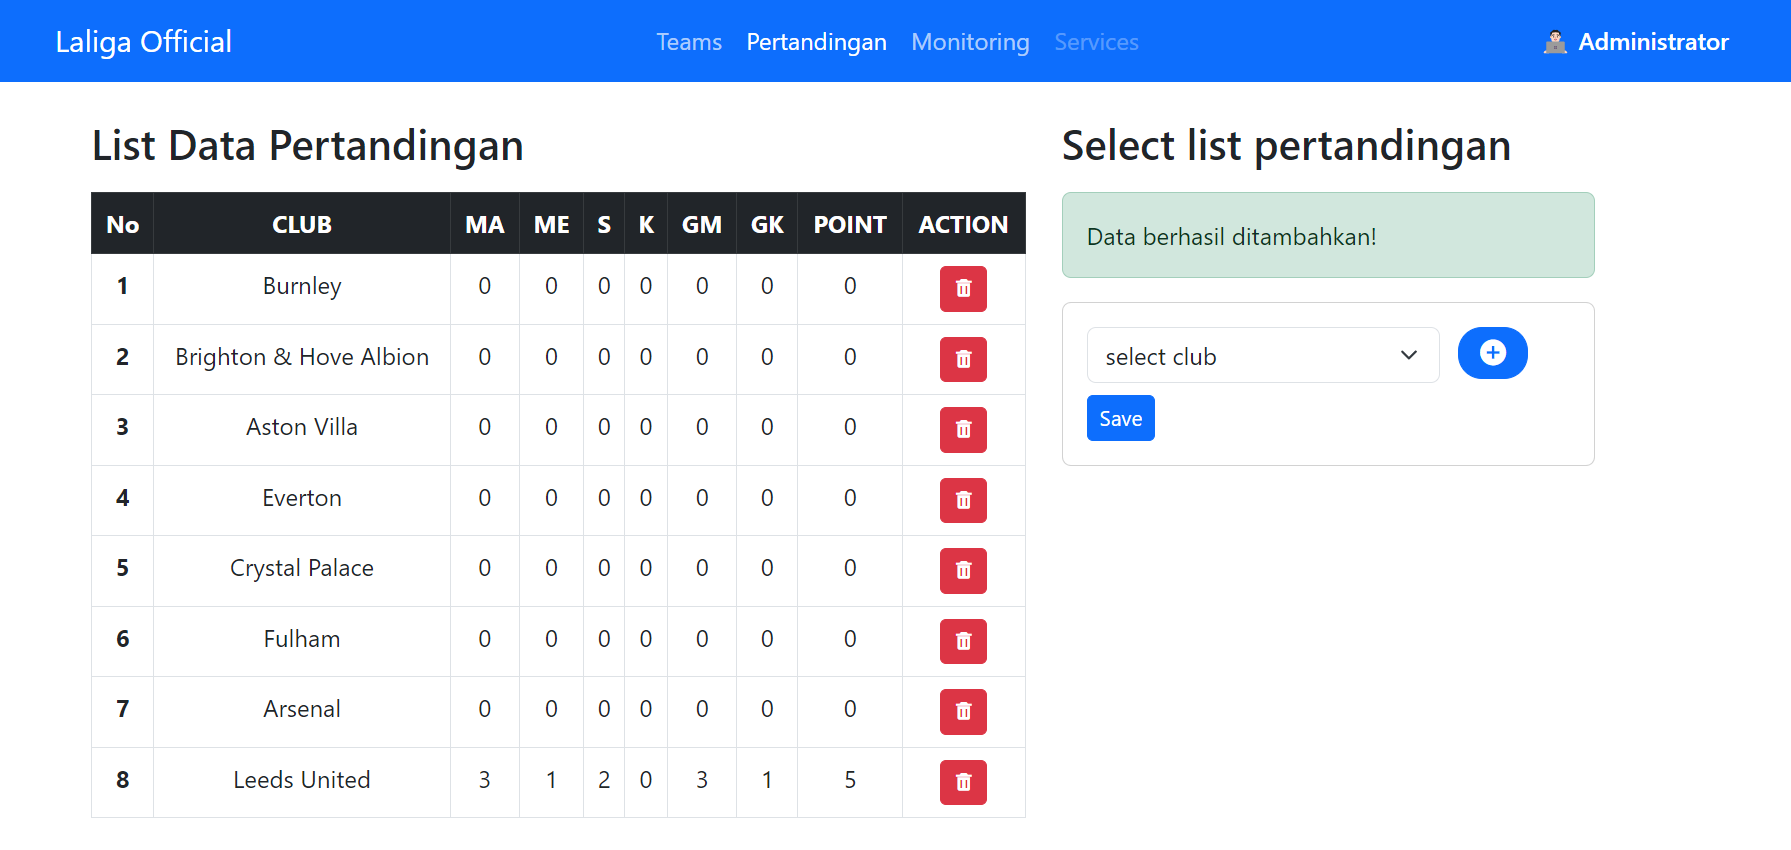 Laliga Official
Teams Pertandingan Monitoring Services
Administrator
List Data Pertandingan
No CLUB MA ME S K GM GK POINT ACTION
1 Burnley 0 0 0 0 0 0 0
2 Brighton & Hove Albion 0 0 0 0 0 0 0
3 Aston Villa 0 0 0 0 0 0 0
4 Everton 0 0 0 0 0 0 0
5 Crystal Palace 0 0 0 0 0 0 0
6 Fulham 0 0 0 0 0 0 0
7 Arsenal 0 0 0 0 0 0 0
8 Leeds United 3 1 2 0 3 1 5
Select list pertandingan
Data berhasil ditambahkan!
select club
Save